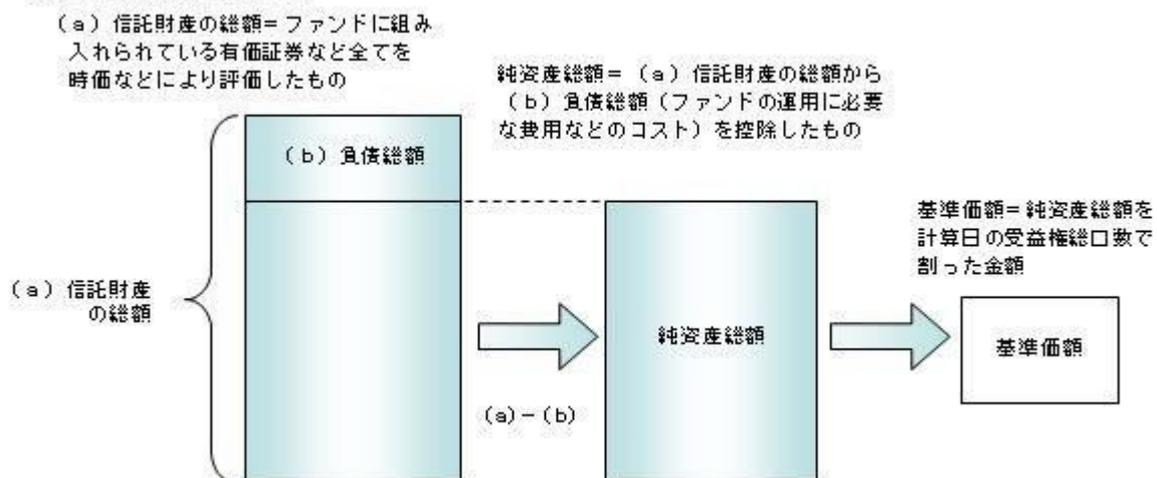 (a)信託財産の総額=ファンドに組み
入れられている有価証券など全てを
時価などにより評価したもの
純資産総額=(a)信託財産の総額から
(b)負債総額(ファンドの運用に必要
な費用などのコスト)を控除したもの
(b)負債総額
基準価額=純資産総額を
計算日の受益権総口数で
割った金額
(a)信託財産
の総額
純資産総額
基準価額
(a)-(b)